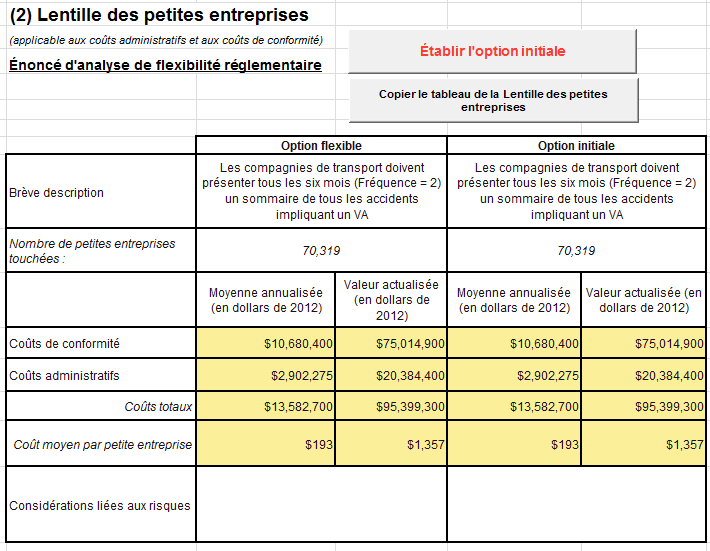 (2) Lentille des petites entreprises
(applicable aux coûts administratifs et aux coûts de conformité)
Énoncé d'analyse de flexibilité réglementaire
Établir l'option initiale
Copier le tableau de la Lentille des petites
entreprises
Option flexible
Option initiale
Brève description
Les compagnies de transport doivent
présenter tous les six mois (Fréquence = 2)
un sommaire de tous les accidents
impliquant un VA
Les compagnies de transport doivent
présenter tous les six mois (Fréquence = 2)
un sommaire de tous les accidents
impliquant un VA
Nombre de petites entreprises
touchées :
70,319
70,319
Moyenne annualisée
(en dollars de 2012)
Valeur actualisée
(en dollars de
2012)
Moyenne annualisée
(en dollars de 2012)
Valeur actualisée (en
dollars de 2012)
Coûts de conformité
$10,680,400
$75,014,900
$10,680,400
$75,014,900
Coûts administratifs
$2,902,275
$20,384,400
$2,902,275
$20,384,400
Coûts totaux
$13,582,700
$95,399,300
$13,582,700
$95,399,300
Coût moyen par petite entreprise
$193
$1,357
$193
$1,357
Considérations liées aux risques